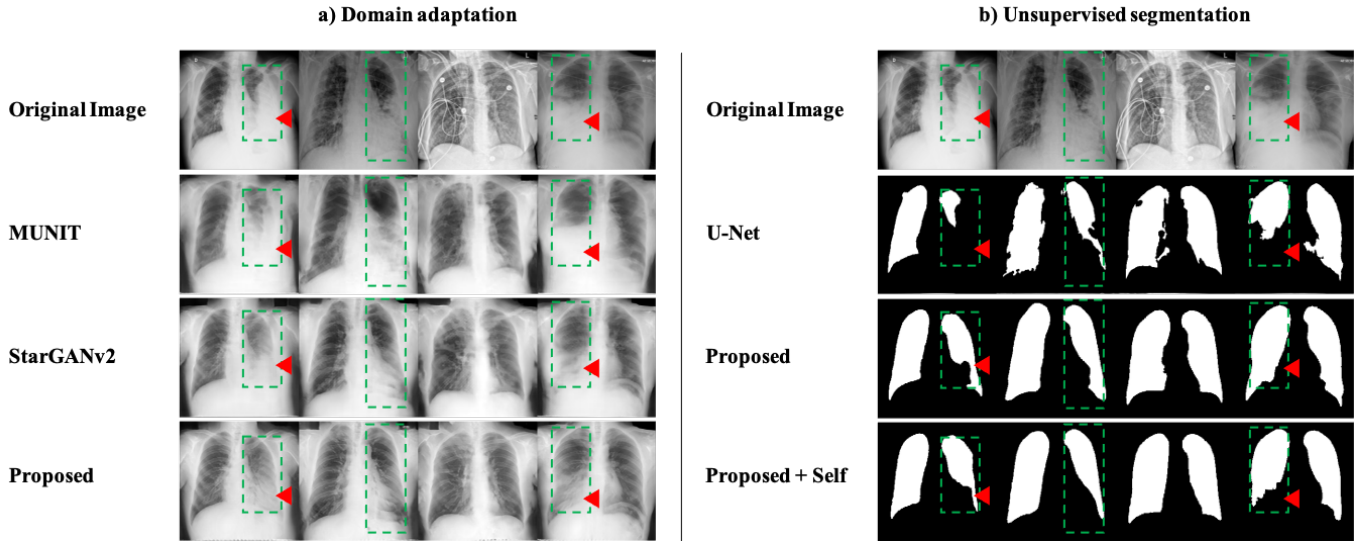 a) Domain adaptation
Original Image
MUNIT
StarGANv2
Proposed
b) Unsupervised segmentation
Original Image
U-Net
Proposed
Proposed + Self